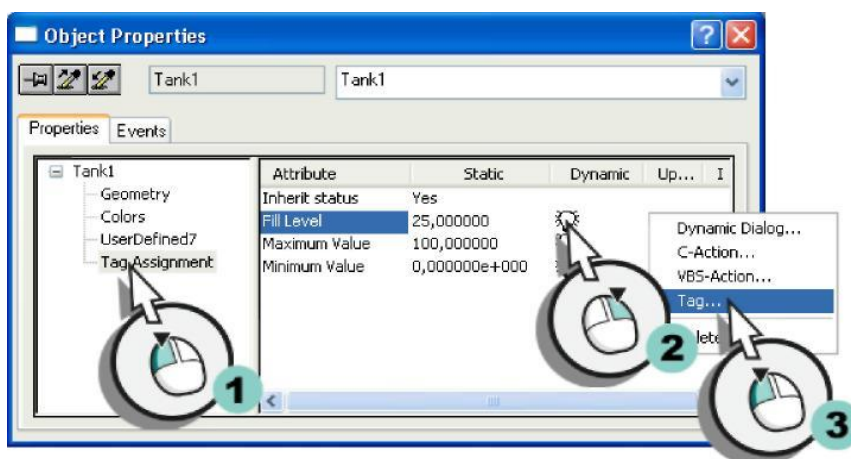 Object Properties
Tank1 Tank1
Properties Events
Tank1
Geometry
Colors
UserDefined7
Tag Assignment
Attribute Static Dynamic Up... I
Inherit status Yes
Fill Level 25,000000
Maximum Value 100,000000
Minimum Value 0,000000e+000
Dynamic Dialog...
C-Action...
VBS-Action...
Tag...
1
2
3